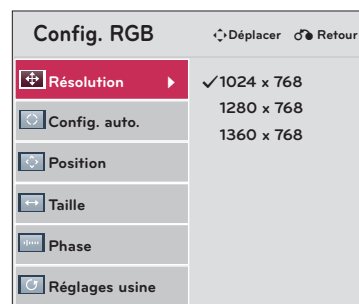 Config. RGB
Déplacer Retour
Résolution
1024 x 768
1280 x 768
1360 x 768
Config. auto.
Position
Taille
Phase
Réglages usine